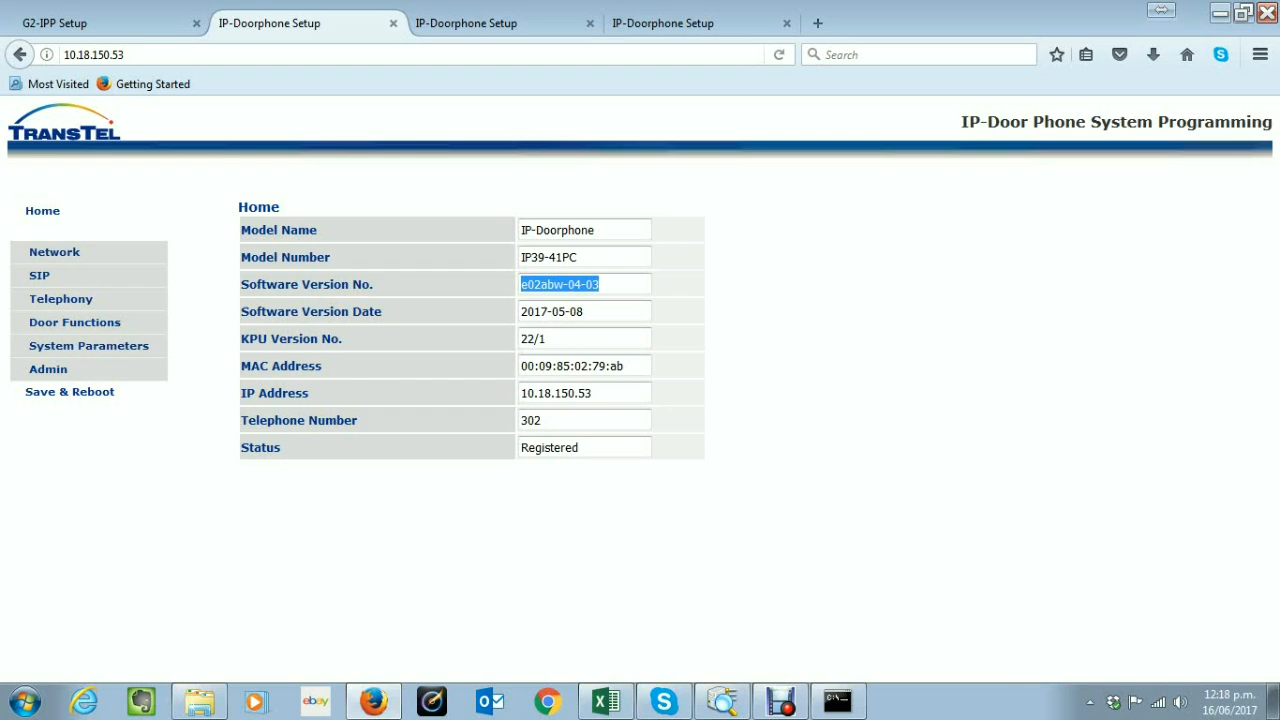 G2-IPP Setup
IP-Doorphone Setup
IP-Doorphone Setup
IP-Doorphone Setup
10.18.150.53
Search
Most Visited
Getting Started
TRANSTEL
IP-Door Phone System Programming
Home
Network
SIP
Telephony
Door Functions
System Parameters
Admin
Save & Reboot
Home
Model Name IP-Doorphone
Model Number IP39-41PC
Software Version No. e02abw-04-03
Software Version Date 2017-05-08
KPU Version No. 22/1
MAC Address 00:09:85:02:79:ab
IP Address 10.18.150.53
Telephone Number 302
Status Registered
ebay
C:\
12:18 p.m.
16/06/2017